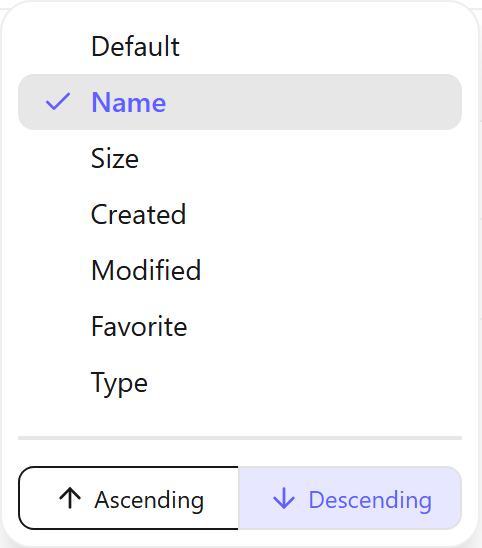 Default
Name
Size
Created
Modified
Favorite
Type
Ascending Descending